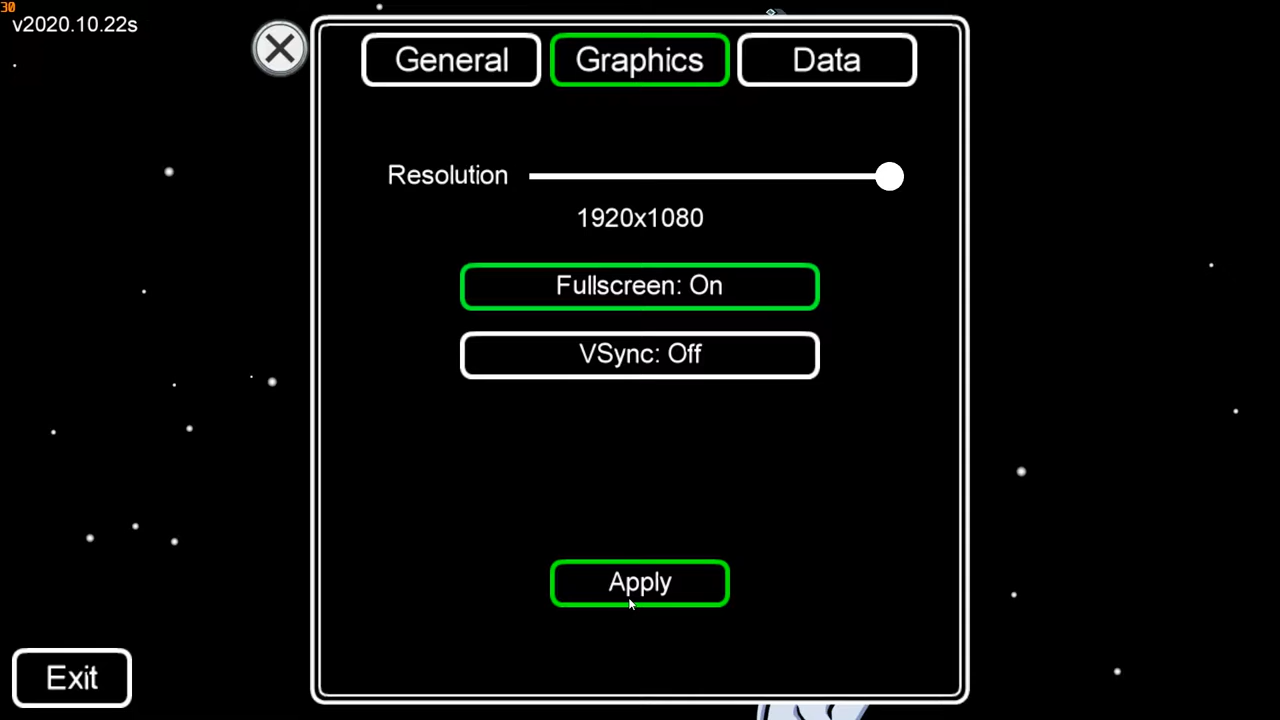 30
v2020.10.22s
General
Graphics
Data
Resolution
1920x1080
Fullscreen: On
VSync: Off
Apply
Exit